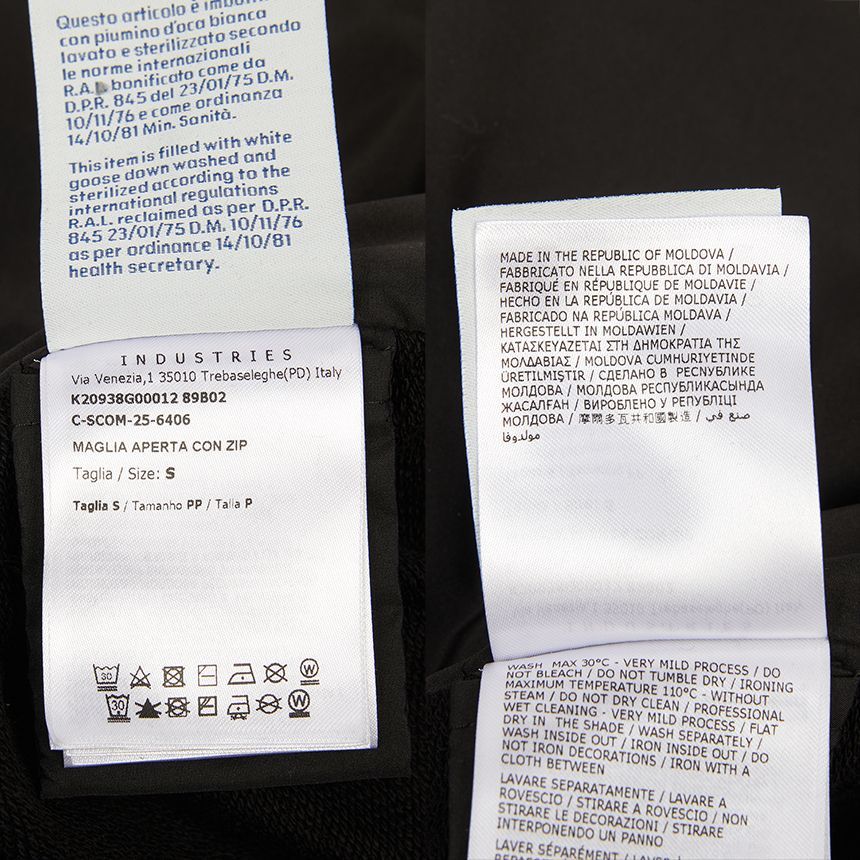 Questo articolo è imbottito
con piumino d'oca bianca
lavato e sterilizzato secondo
le norme internazionali
R.A.L. bonificato come da
D.P.R. 845 del 23/01/75 D.M.
10/11/76 e come ordinanza
14/10/81 Min. Sanità.
This item is filled with white
goose down washed and
sterilized according to the
international regulations
R.A.L. reclaimed as per D.P.R.
845 23/01/75 D.M. 10/11/76
as per ordinance 14/10/81
health secretary.
INDUSTRIES
Via Venezia,1 35010 Trebaseleghe(PD) Italy
K20938G00012 89B02
C-SCOM-25-6406
MAGLIA APERTA CON ZIP
Taglia / Size: S
Taglia S / Tamanho PP / Talla P
30 W
30 W
MADE IN THE REPUBLIC OF MOLDOVA /
FABBRICATO NELLA REPUBBLICA DI MOLDAVIA /
FABRIQUÉ EN RÉPUBLIQUE DE MOLDAVIE /
HECHO EN LA REPÚBLICA DE MOLDAVIA /
FABRICADO NA REPÚBLICA MOLDAVA /
HERGESTELLT IN MOLDAWIEN /
ΚΑΤΑΣΚΕΥΑΖΕΤΑΙ ΣΤΗ ΔΗΜΟΚΡΑΤΙΑ ΤΗΣ
ΜΟΛΔΑΒΙΑΣ / MOLDOVA CUMHURIYETINDE
ÜRETILMIŞTIR / СДЕЛАНО В РЕСПУБЛИКЕ
МОЛДОВА / МОЛДОВА РЕСПУБЛИКАСЫНДА
ЖАСАЛҒАН / ВИРОБЛЕНО У РЕСПУБЛІЦІ
МОЛДОВА / 摩爾多瓦共和國製造 / صنع في
مولدوفا
WASH MAX 30°C - VERY MILD PROCESS / DO
NOT BLEACH / DO NOT TUMBLE DRY / IRONING
MAXIMUM TEMPERATURE 110°C - WITHOUT
STEAM / DO NOT DRY CLEAN / PROFESSIONAL
WET CLEANING - VERY MILD PROCESS / FLAT
DRY IN THE SHADE / WASH SEPARATELY /
WASH INSIDE OUT / IRON INSIDE OUT / DO
NOT IRON DECORATIONS / IRON WITH A
CLOTH BETWEEN
LAVARE SEPARATAMENTE / LAVARE A
ROVESCIO / STIRARE A ROVESCIO / NON
STIRARE LE DECORAZIONI / STIRARE
INTERPONENDO UN PANNO
LAVER SÉPARÉMENT / LAVER